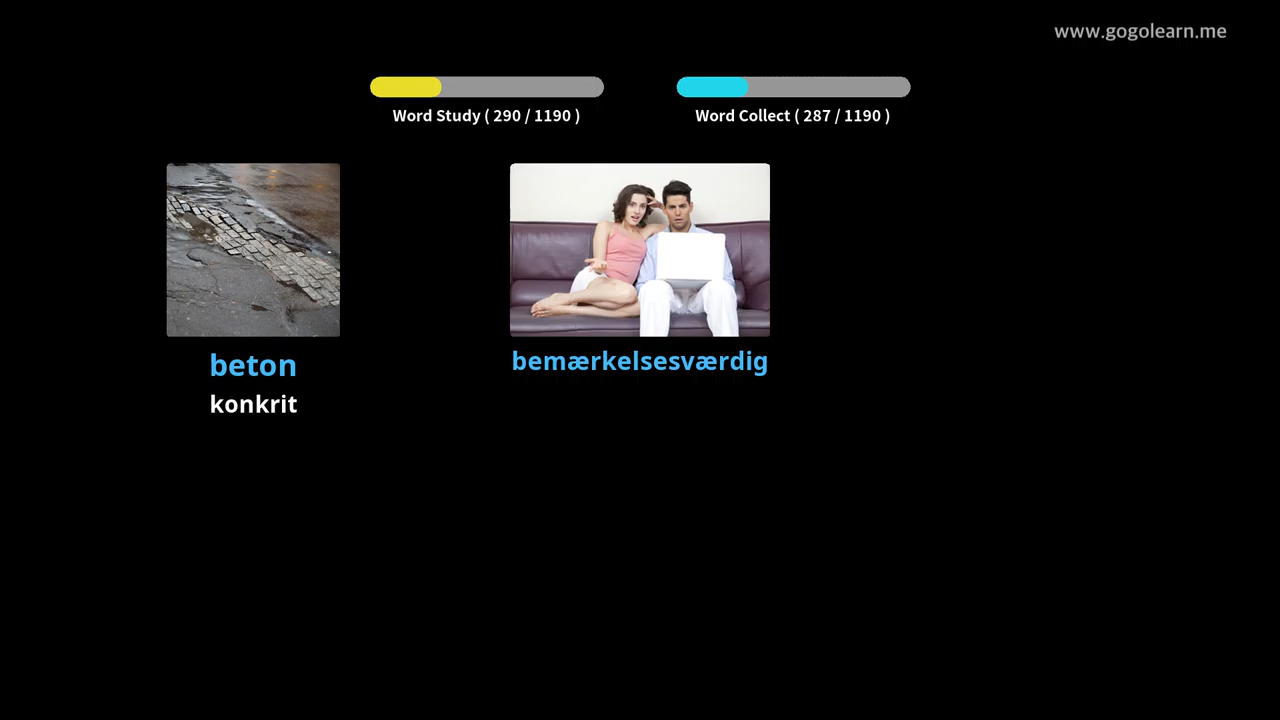 www.gogolearn.me
Word Study ( 290 / 1190 )
Word Collect ( 287 / 1190 )
beton
konkrit
bemærkelsesværdig